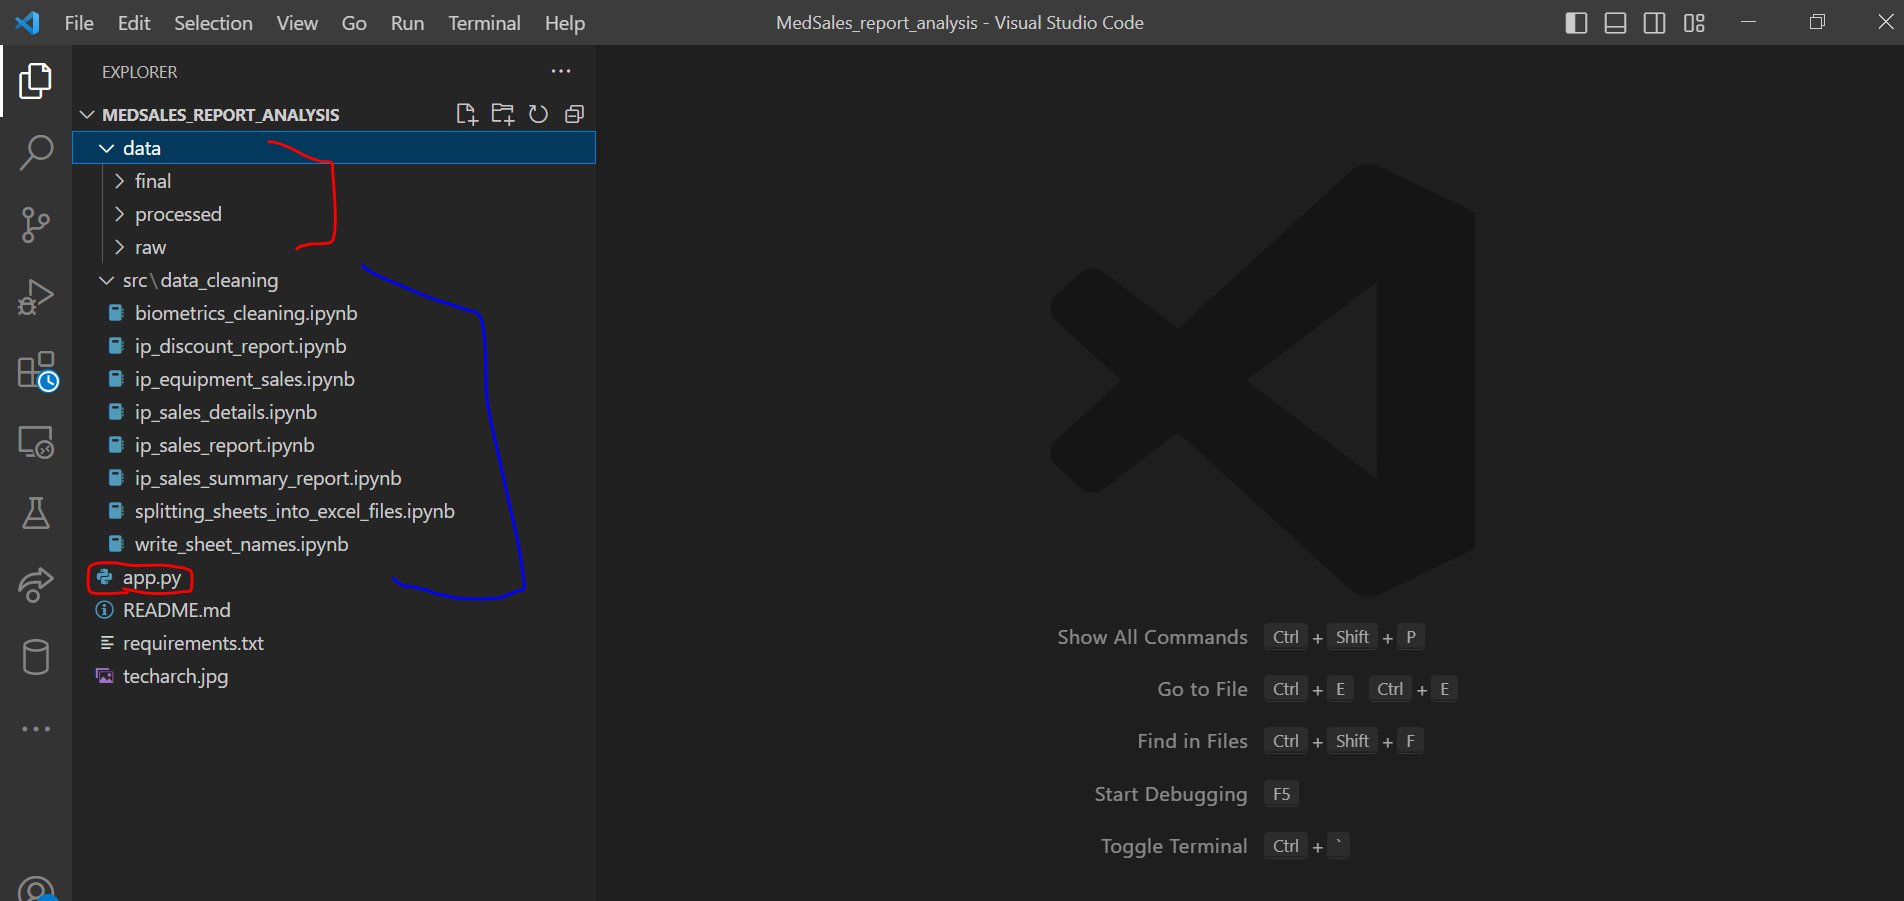 File Edit Selection View Go Run Terminal Help MedSales_report_analysis - Visual Studio Code
EXPLORER
MEDSALES_REPORT_ANALYSIS
data
final
processed
raw
src\data_cleaning
biometrics_cleaning.ipynb
ip_discount_report.ipynb
ip_equipment_sales.ipynb
ip_sales_details.ipynb
ip_sales_report.ipynb
ip_sales_summary_report.ipynb
splitting_sheets_into_excel_files.ipynb
write_sheet_names.ipynb
app.py
README.md
requirements.txt
techarch.jpg
Show All Commands Ctrl + Shift + P
Go to File Ctrl + E Ctrl + E
Find in Files Ctrl + Shift + F
Start Debugging F5
Toggle Terminal Ctrl + `